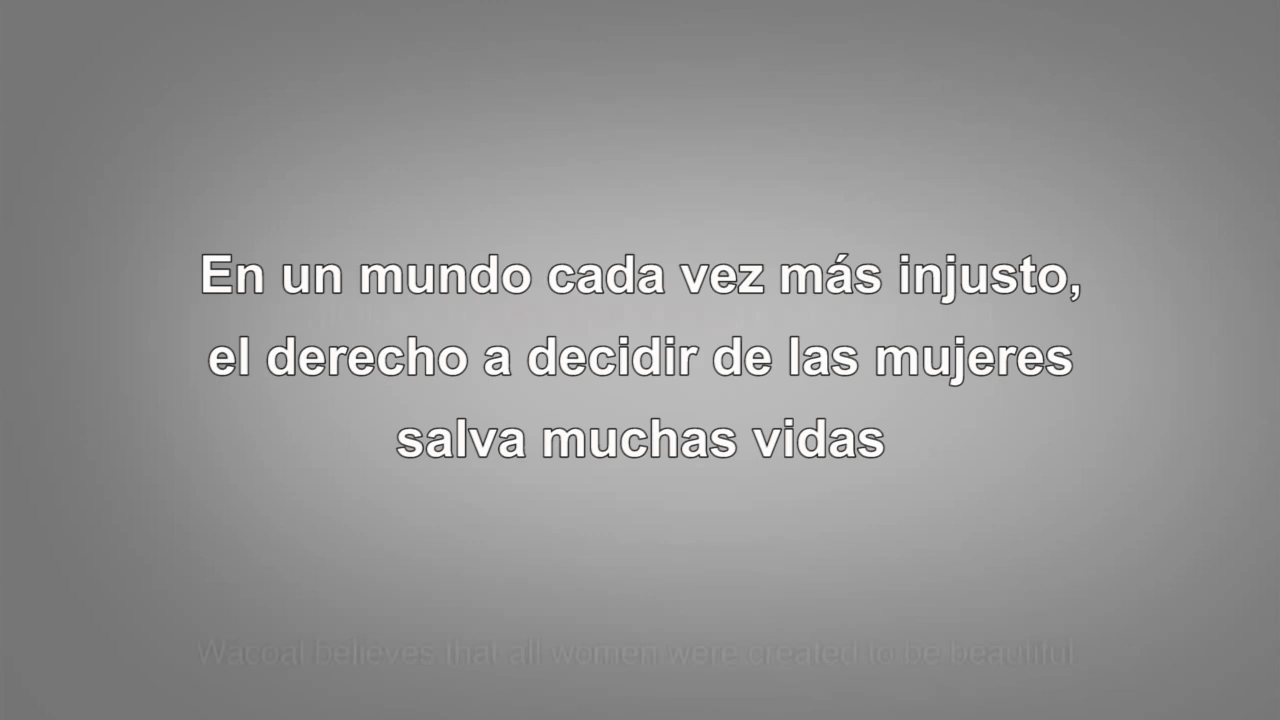 En un mundo cada vez más injusto,
el derecho a decidir de las mujeres
salva muchas vidas
Wacoal believes that all women were created to be beautiful